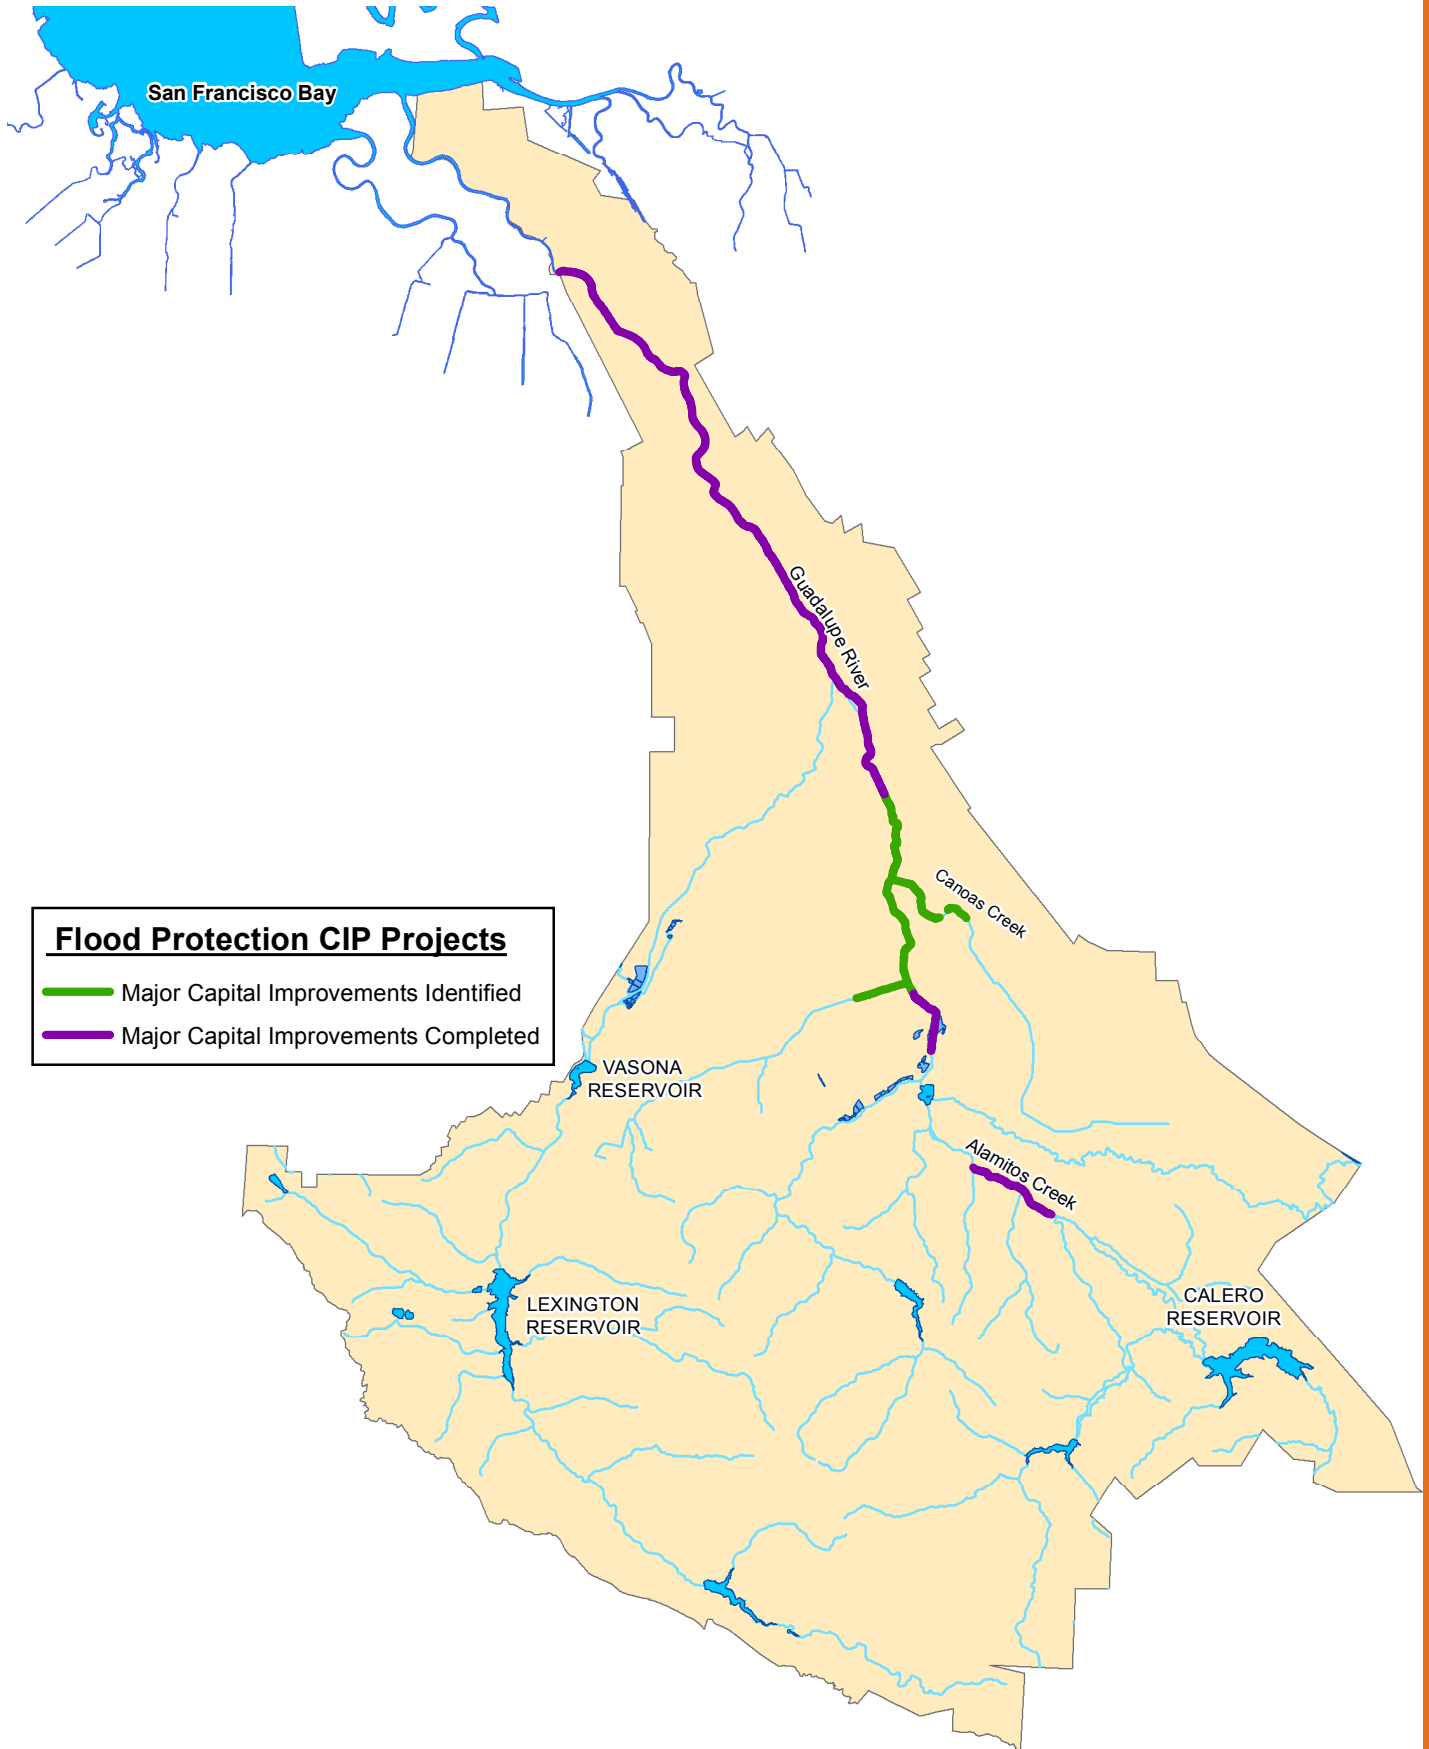 San Francisco Bay
Guadalupe River
Canoas Creek
Flood Protection CIP Projects
Major Capital Improvements Identified
Major Capital Improvements Completed
VASONA
RESERVOIR
Alamitos Creek
LEXINGTON
RESERVOIR
CALERO
RESERVOIR